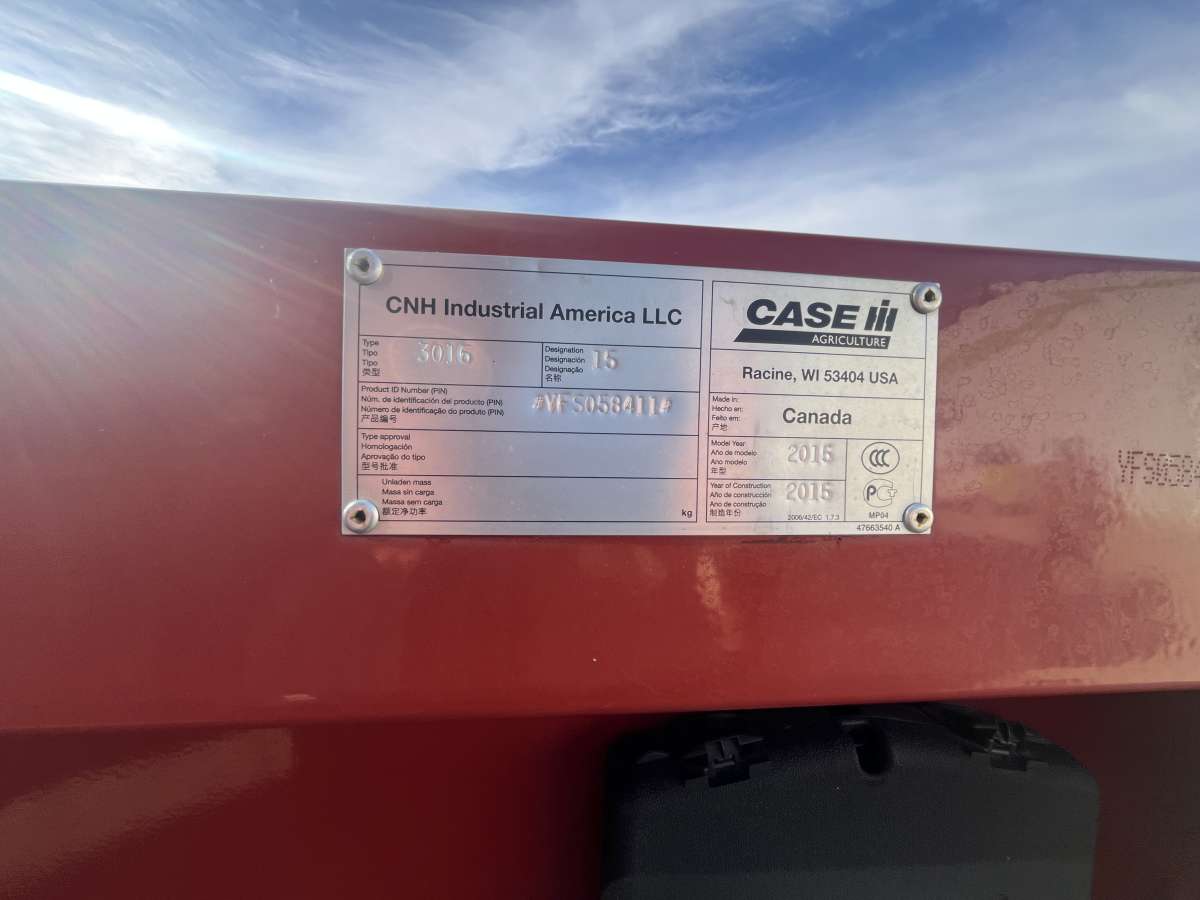 CNH Industrial America LLC
Type
Tipo
Tipo
类型
3016
Designation
Designación
Designação
名称
15
Product ID Number (PIN)
Núm. de identificación del producto (PIN)
Número de identificação do produto (PIN)
产品编号
#YFS058411#
Type approval
Homologación
Aprovação do tipo
型号批准
Unladen mass
Masa sin carga
Massa sem carga
额定净功率
kg
CASE IH
AGRICULTURE
Racine, WI 53404 USA
Made in:
Hecho en:
Feito em:
产地
Canada
Model Year
Año de modelo
Ano modelo
年型
2015
Year of Construction
Año de construcción
Ano de construção
制造年份
2015
2006/42/EC 1.7.3
CCC
PCT
MP04
47663540 A
YFS0584